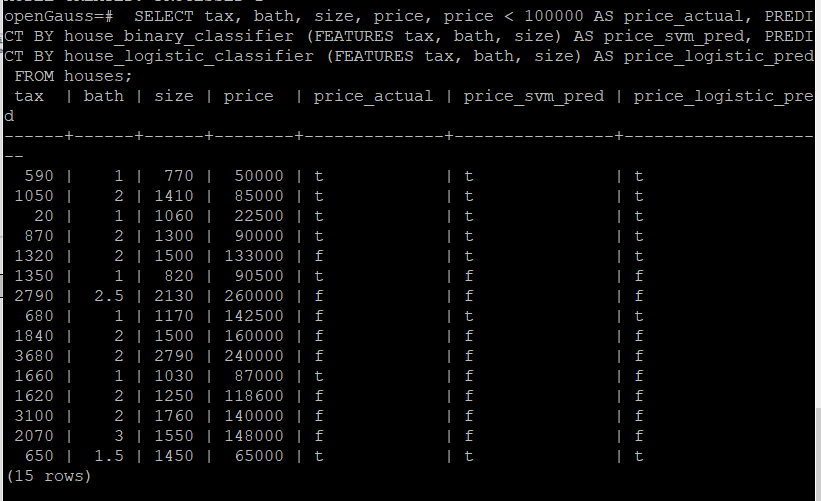 openGauss=#  SELECT tax, bath, size, price, price < 100000 AS price_actual, PREDI
CT BY house_binary_classifier (FEATURES tax, bath, size) AS price_svm_pred, PREDI
CT BY house_logistic_classifier (FEATURES tax, bath, size) AS price_logistic_pred
 FROM houses;
 tax  | bath | size | price  | price_actual | price_svm_pred | price_logistic_pre
d
------+------+------+--------+--------------+----------------+-------------------
--
  590 |    1 |  770 |  50000 | t            | t              | t
 1050 |    2 | 1410 |  85000 | t            | t              | t
   20 |    1 | 1060 |  22500 | t            | t              | t
  870 |    2 | 1300 |  90000 | t            | t              | t
 1320 |    2 | 1500 | 133000 | f            | t              | t
 1350 |    1 |  820 |  90500 | t            | f              | f
 2790 |  2.5 | 2130 | 260000 | f            | f              | f
  680 |    1 | 1170 | 142500 | f            | t              | t
 1840 |    2 | 1500 | 160000 | f            | f              | f
 3680 |    2 | 2790 | 240000 | f            | f              | f
 1660 |    1 | 1030 |  87000 | t            | f              | f
 1620 |    2 | 1250 | 118600 | f            | f              | f
 3100 |    2 | 1760 | 140000 | f            | f              | f
 2070 |    3 | 1550 | 148000 | f            | f              | f
  650 |  1.5 | 1450 |  65000 | t            | t              | t
(15 rows)